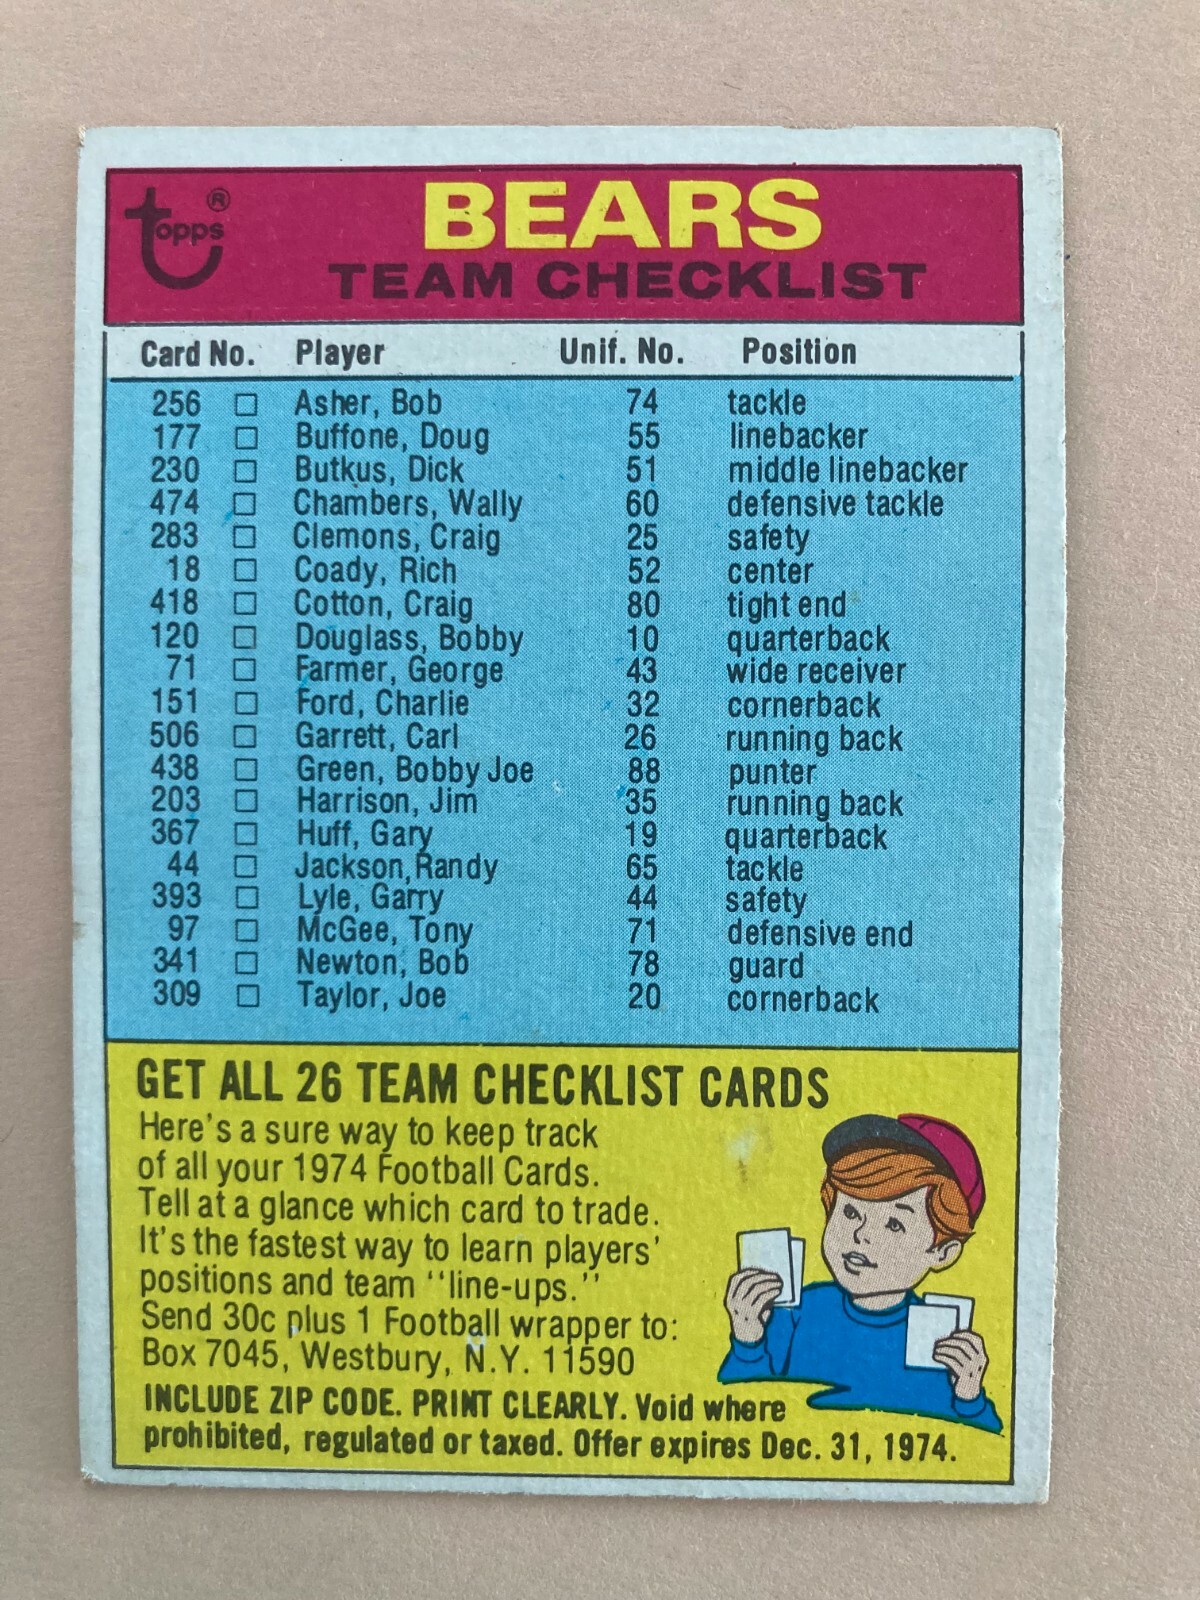 topps ®
BEARS
TEAM CHECKLIST
Card No. Player Unif. No. Position
256 □ Asher, Bob 74 tackle
177 □ Buffone, Doug 55 linebacker
230 □ Butkus, Dick 51 middle linebacker
474 □ Chambers, Wally 60 defensive tackle
283 □ Clemons, Craig 25 safety
18 □ Coady, Rich 52 center
418 □ Cotton, Craig 80 tight end
120 □ Douglass, Bobby 10 quarterback
71 □ Farmer, George 43 wide receiver
151 □ Ford, Charlie 32 cornerback
506 □ Garrett, Carl 26 running back
438 □ Green, Bobby Joe 88 punter
203 □ Harrison, Jim 35 running back
367 □ Huff, Gary 19 quarterback
44 □ Jackson, Randy 65 tackle
393 □ Lyle, Garry 44 safety
97 □ McGee, Tony 71 defensive end
341 □ Newton, Bob 78 guard
309 □ Taylor, Joe 20 cornerback
GET ALL 26 TEAM CHECKLIST CARDS
Here's a sure way to keep track
of all your 1974 Football Cards.
Tell at a glance which card to trade.
It's the fastest way to learn players'
positions and team "line-ups."
Send 30c plus 1 Football wrapper to:
Box 7045, Westbury, N.Y. 11590
INCLUDE ZIP CODE. PRINT CLEARLY. Void where
prohibited, regulated or taxed. Offer expires Dec. 31, 1974.